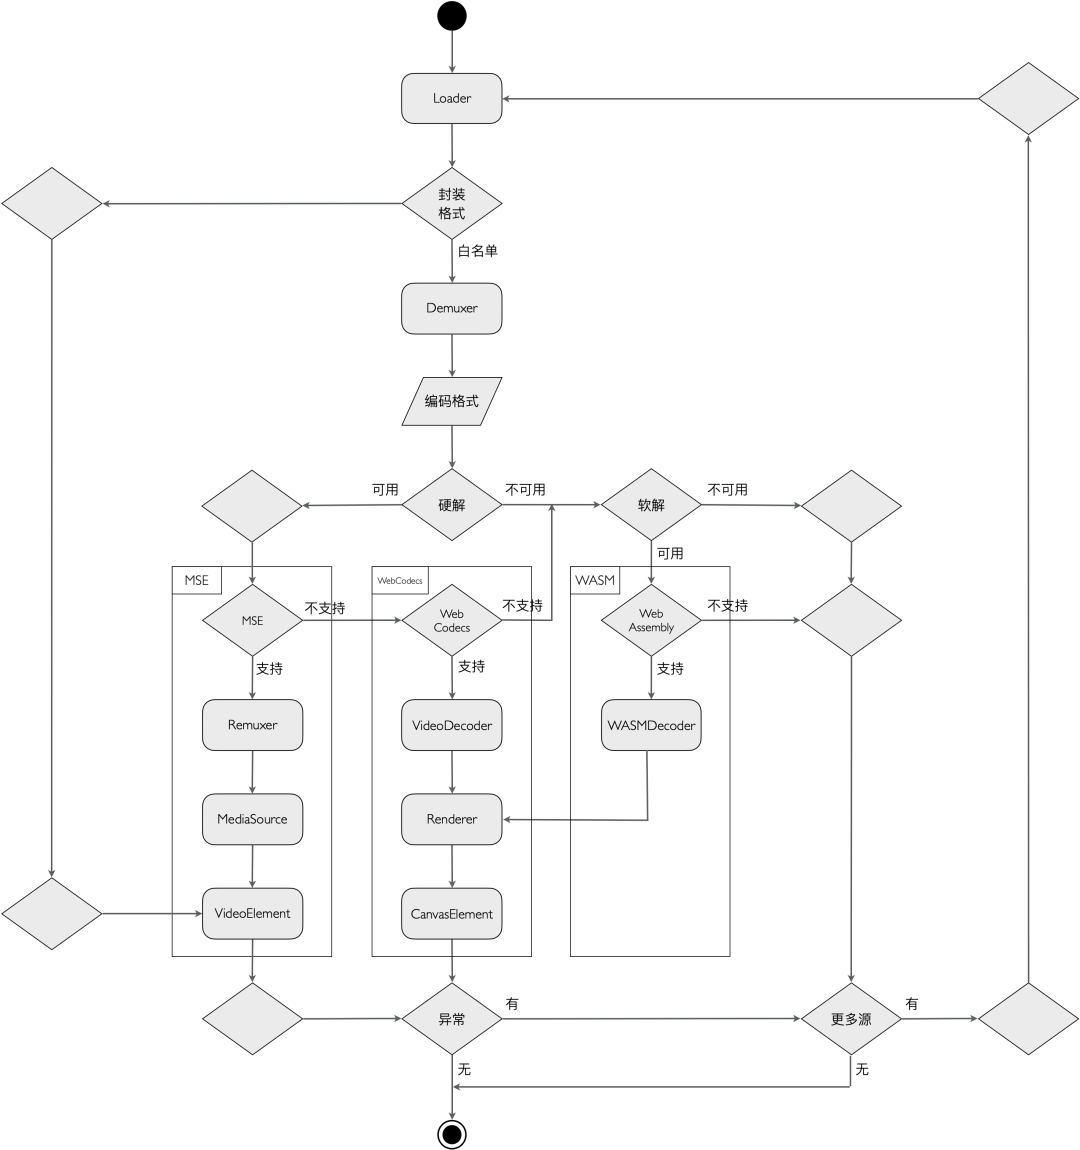 Loader
封装
格式
白名单
Demuxer
编码格式
可用
硬解
不可用
软解
不可用
可用
MSE
WebCodecs
WASM
MSE
不支持
Web
Codecs
不支持
Web
Assembly
不支持
支持
支持
支持
Remuxer
VideoDecoder
WASMDecoder
MediaSource
Renderer
VideoElement
CanvasElement
异常
有
更多源
有
无
无